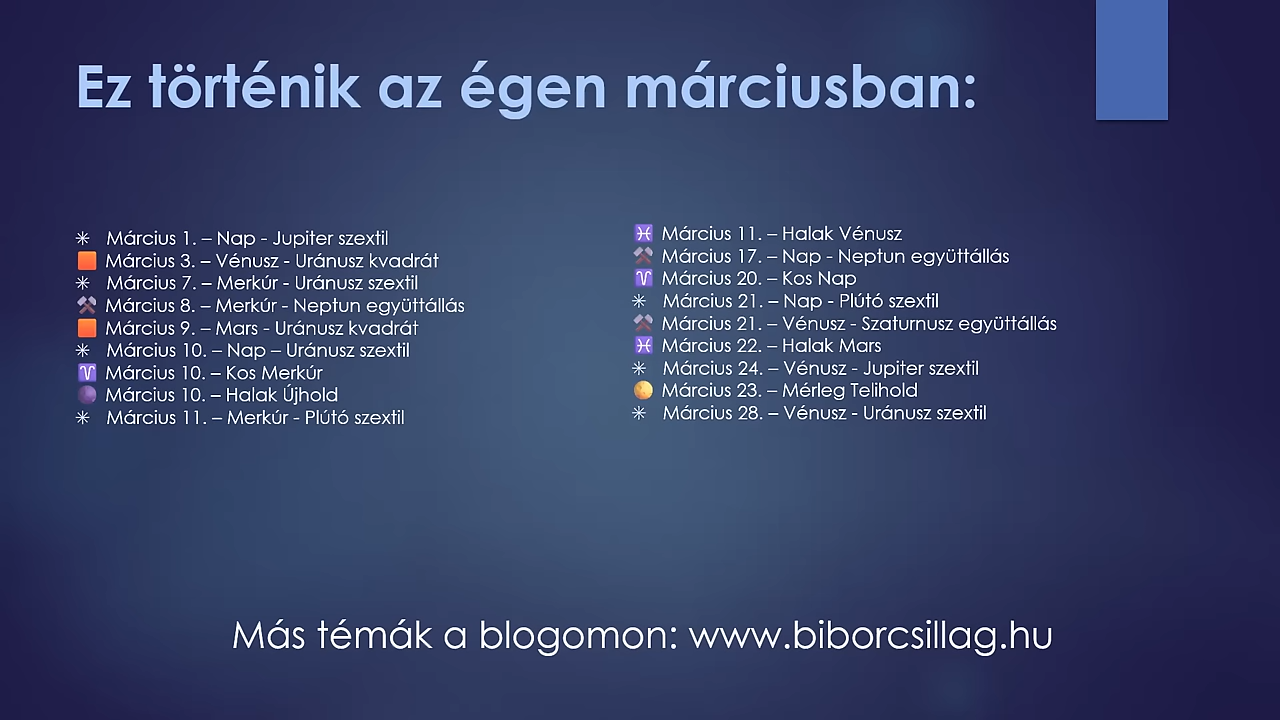 Ez történik az égen márciusban:
✳ Március 1. – Nap - Jupiter szextil
🟧 Március 3. – Vénusz - Uránusz kvadrát
✳ Március 7. – Merkúr - Uránusz szextil
⚒ Március 8. – Merkúr - Neptun együttállás
🟧 Március 9. – Mars - Uránusz kvadrát
✳ Március 10. – Nap – Uránusz szextil
♈ Március 10. – Kos Merkúr
🌑 Március 10. – Halak Újhold
✳ Március 11. – Merkúr - Plútó szextil
♓ Március 11. – Halak Vénusz
⚒ Március 17. – Nap - Neptun együttállás
♈ Március 20. – Kos Nap
✳ Március 21. – Nap - Plútó szextil
⚒ Március 21. – Vénusz - Szaturnusz együttállás
♓ Március 22. – Halak Mars
✳ Március 24. – Vénusz - Jupiter szextil
🌕 Március 23. – Mérleg Telihold
✳ Március 28. – Vénusz - Uránusz szextil
Más témák a blogomon: www.biborcsillag.hu